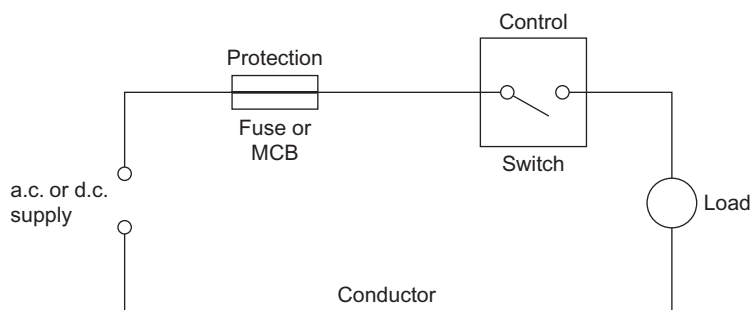 Control
Protection
Fuse or
MCB
Switch
a.c. or d.c.
supply
Load
Conductor